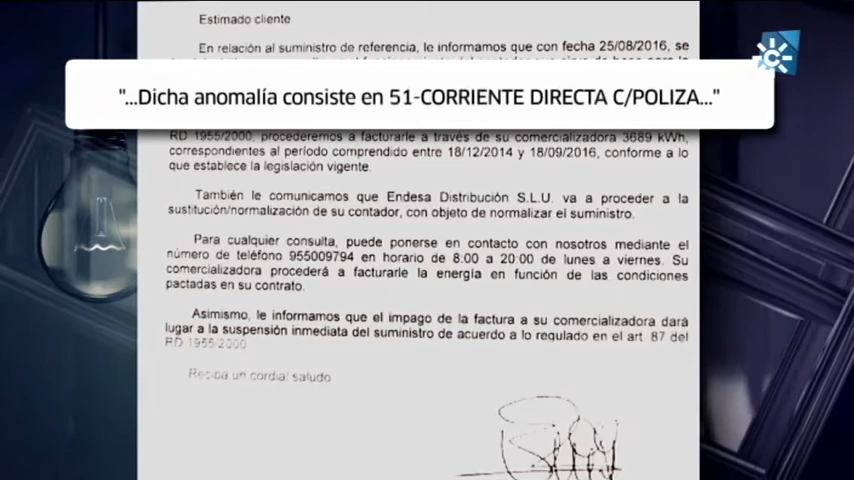 Estimado cliente
En relación al suministro de referencia, le informamos que con fecha 25/08/2016, se
"...Dicha anomalía consiste en 51-CORRIENTE DIRECTA C/POLIZA..."
RD 1955/2000, procederemos a facturarle a través de su comercializadora 3689 kWh,
correspondientes al período comprendido entre 18/12/2014 y 18/09/2016, conforme a lo
que establece la legislación vigente.
También le comunicamos que Endesa Distribución S.L.U. va a proceder a la
sustitución/normalización de su contador, con objeto de normalizar el suministro.
Para cualquier consulta, puede ponerse en contacto con nosotros mediante el
número de teléfono 955009794 en horario de 8:00 a 20:00 de lunes a viernes. Su
comercializadora procederá a facturarle la energía en función de las condiciones
pactadas en su contrato.
Asimismo, le informamos que el impago de la factura a su comercializadora dará
lugar a la suspensión inmediata del suministro de acuerdo a lo regulado en el art. 87 del
RD 1955/2000
Reciba un cordial saludo